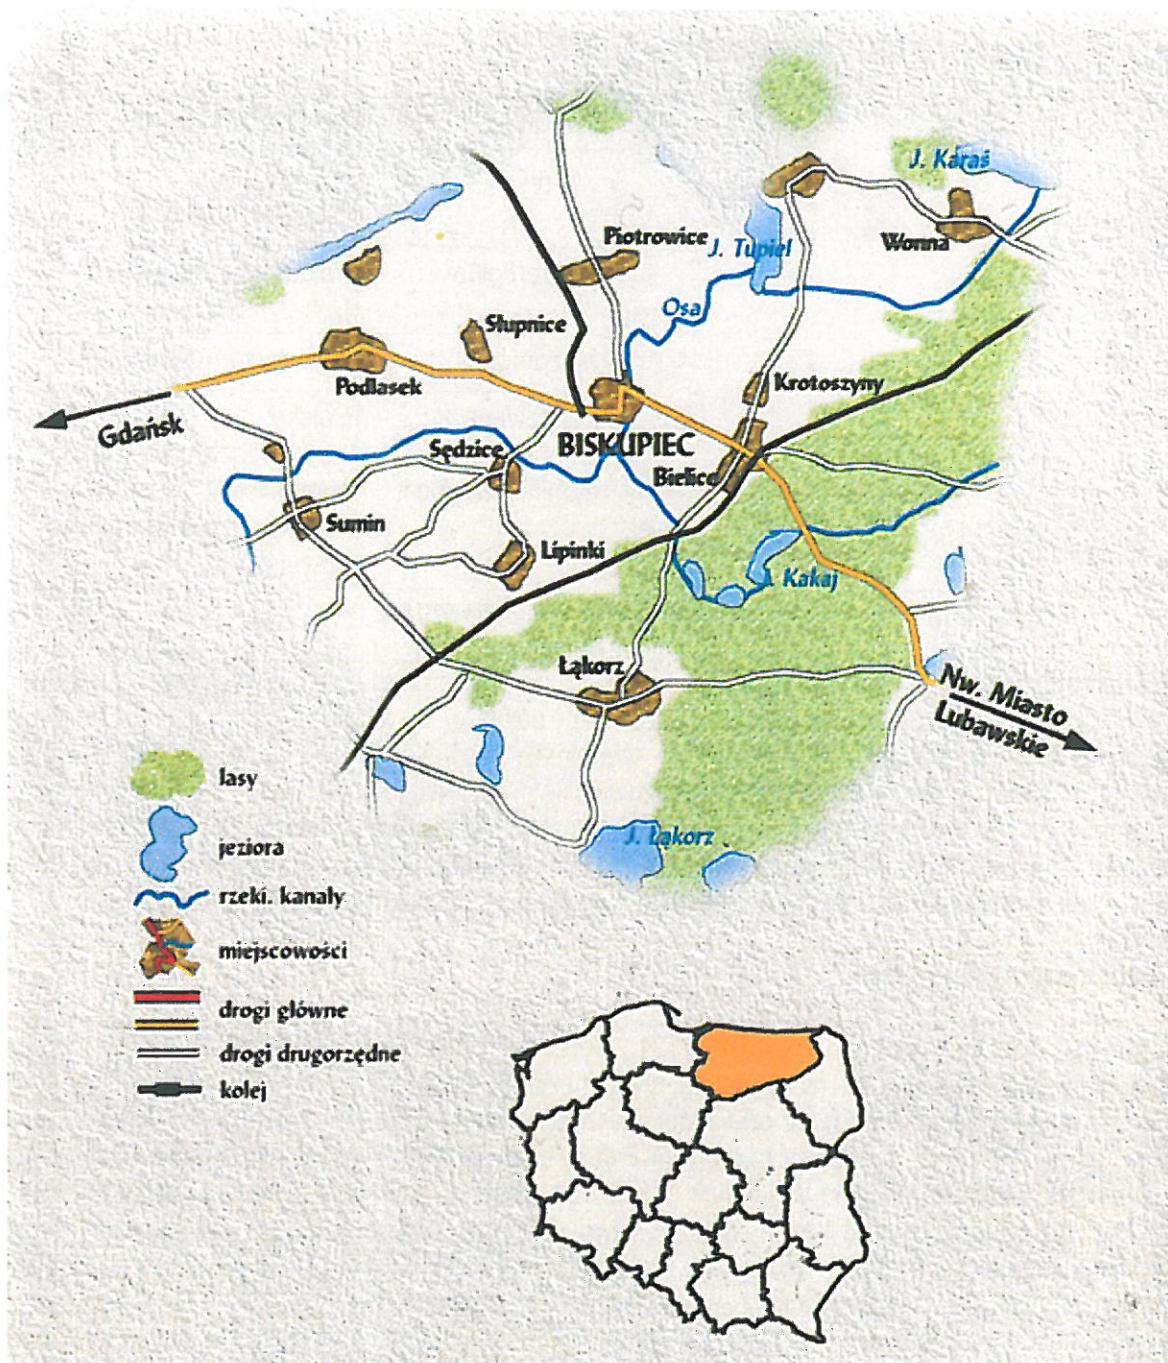 J. Karaś
Piotrowice
J. Tupiel
Wonna
Osa
Słupnice
Podlasek
Krotoszyny
Gdańsk
BISKUPIEC
Sędzice
Bielice
Sumin
Lipinki
J. Kakaj
Łąkorz
Nw. Miasto
Lubawskie
J. Łąkorz
lasy
jeziora
rzeki. kanały
miejscowości
drogi główne
drogi drugorzędne
kolej